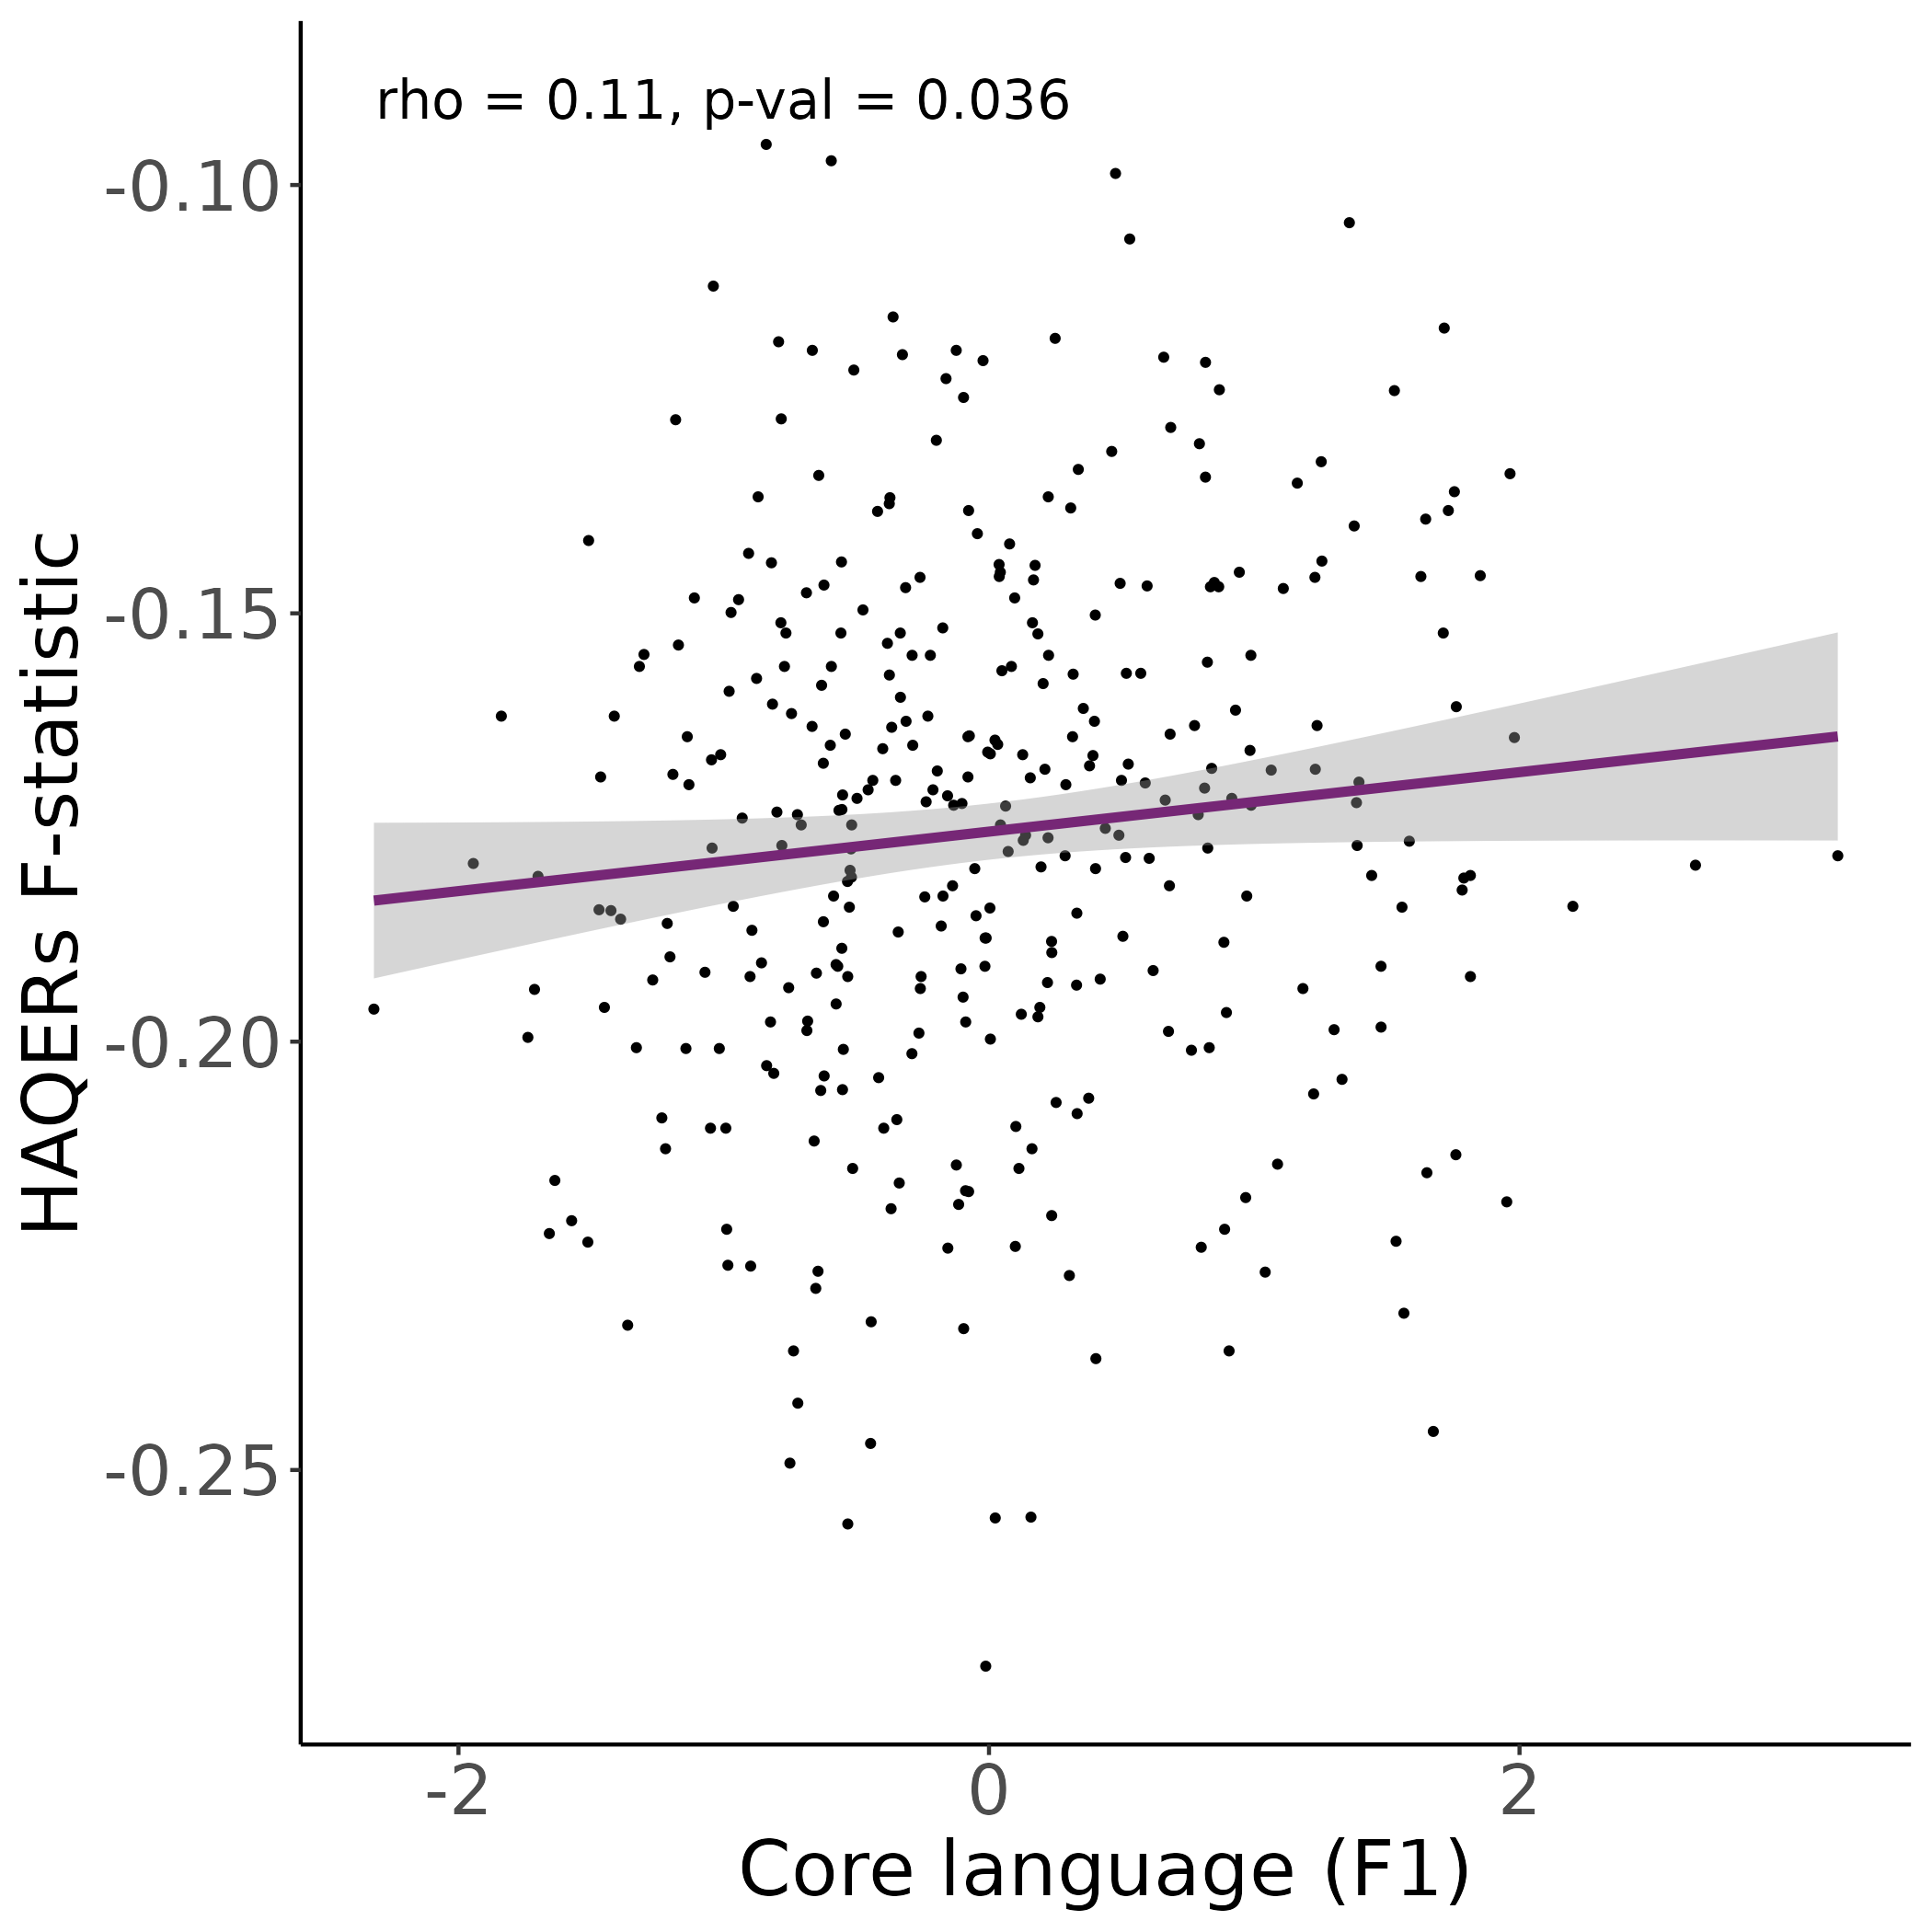 rho = 0.11, p-val = 0.036
HAQERs F-statistic
-0.10
-0.15
-0.20
-0.25
-2
0
2
Core language (F1)